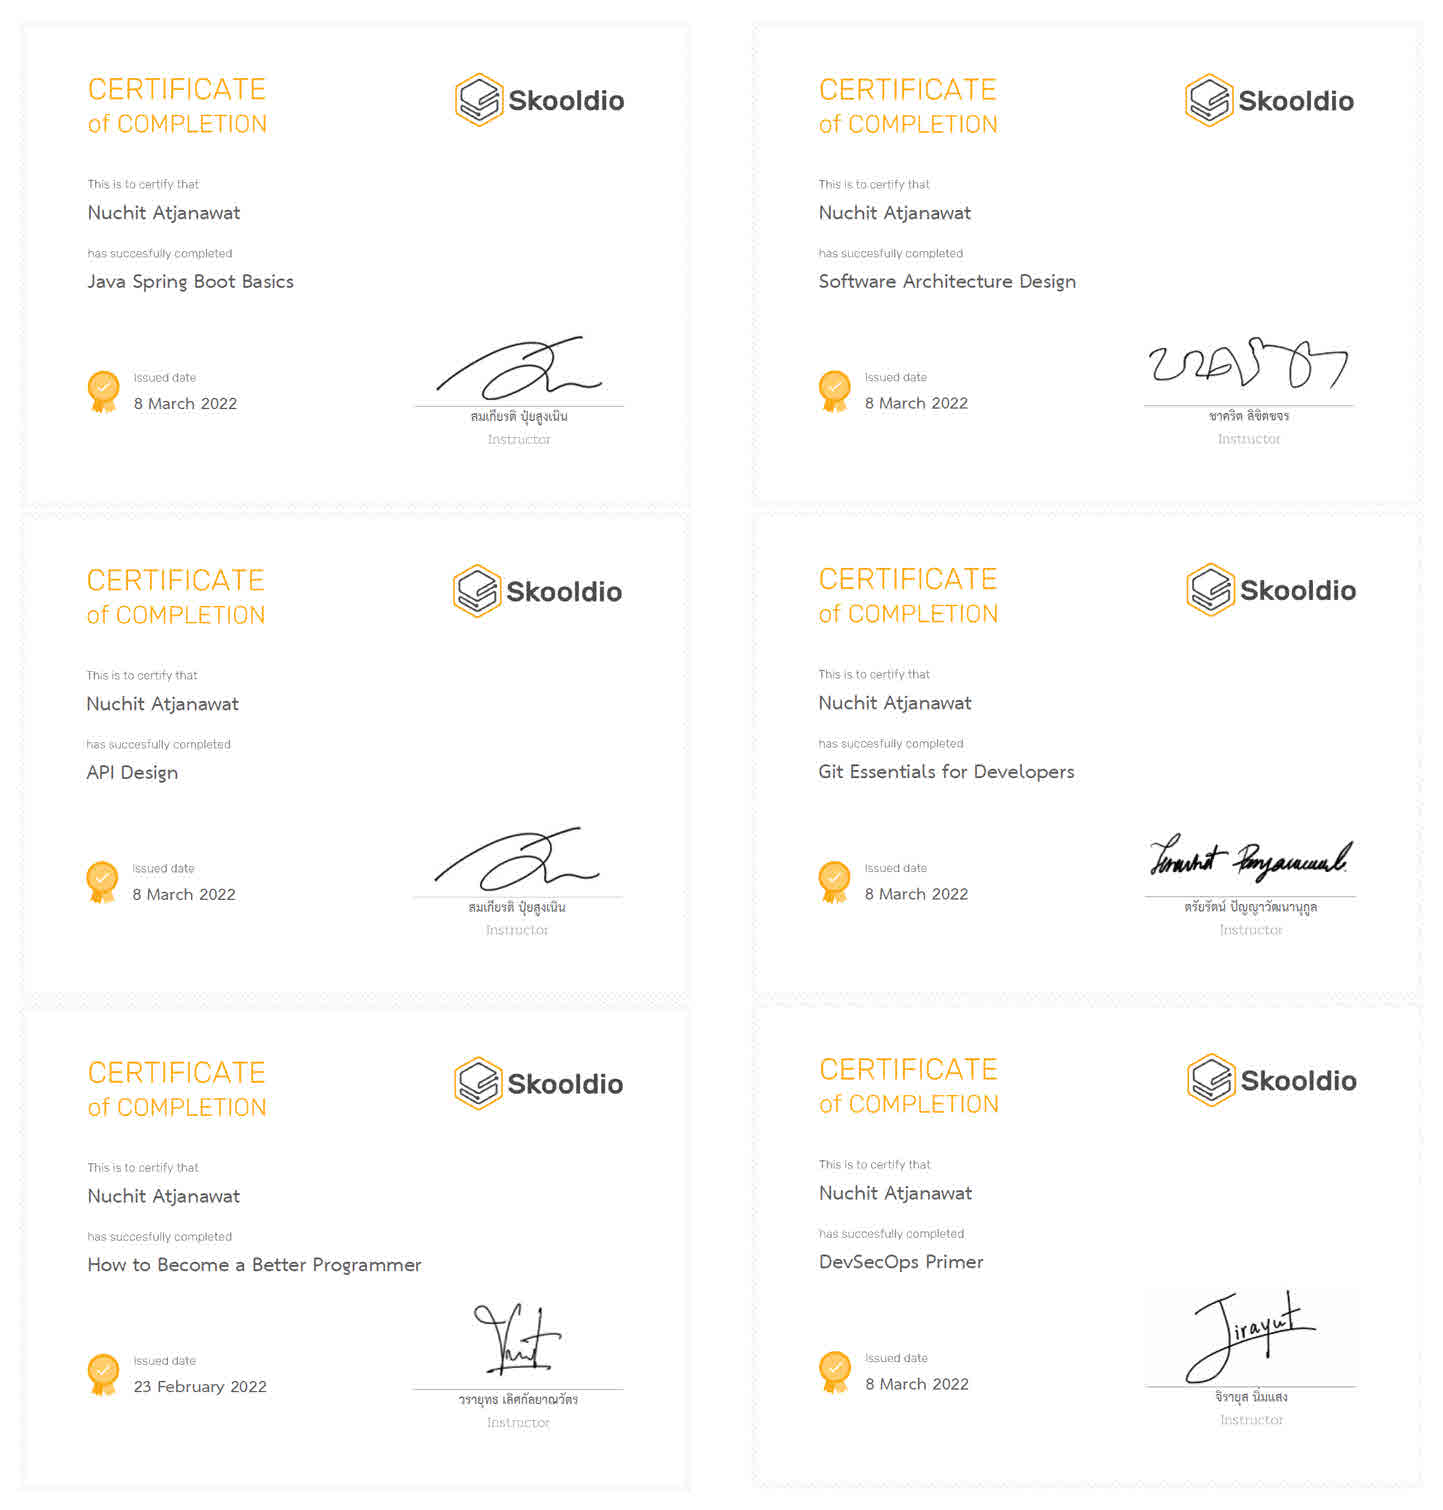 CERTIFICATE
of COMPLETION
Skooldio
This is to certify that
Nuchit Atjanawat
has succesfully completed
Java Spring Boot Basics
Issued date
8 March 2022
สมเกียรติ ปุ๋ยสูงเนิน
Instructor
CERTIFICATE
of COMPLETION
Skooldio
This is to certify that
Nuchit Atjanawat
has succesfully completed
Software Architecture Design
Issued date
8 March 2022
ชาคริต ลิขิตขจร
Instructor
CERTIFICATE
of COMPLETION
Skooldio
This is to certify that
Nuchit Atjanawat
has succesfully completed
API Design
Issued date
8 March 2022
สมเกียรติ ปุ๋ยสูงเนิน
Instructor
CERTIFICATE
of COMPLETION
Skooldio
This is to certify that
Nuchit Atjanawat
has succesfully completed
Git Essentials for Developers
Issued date
8 March 2022
ตรัยรัตน์ ปัญญาวัฒนานุกูล
Instructor
CERTIFICATE
of COMPLETION
Skooldio
This is to certify that
Nuchit Atjanawat
has succesfully completed
How to Become a Better Programmer
Issued date
23 February 2022
วรายุทธ เลิศกัลยาณวัตร
Instructor
CERTIFICATE
of COMPLETION
Skooldio
This is to certify that
Nuchit Atjanawat
has succesfully completed
DevSecOps Primer
Jirayut
Issued date
8 March 2022
จิรายุส นิ่มแสง
Instructor